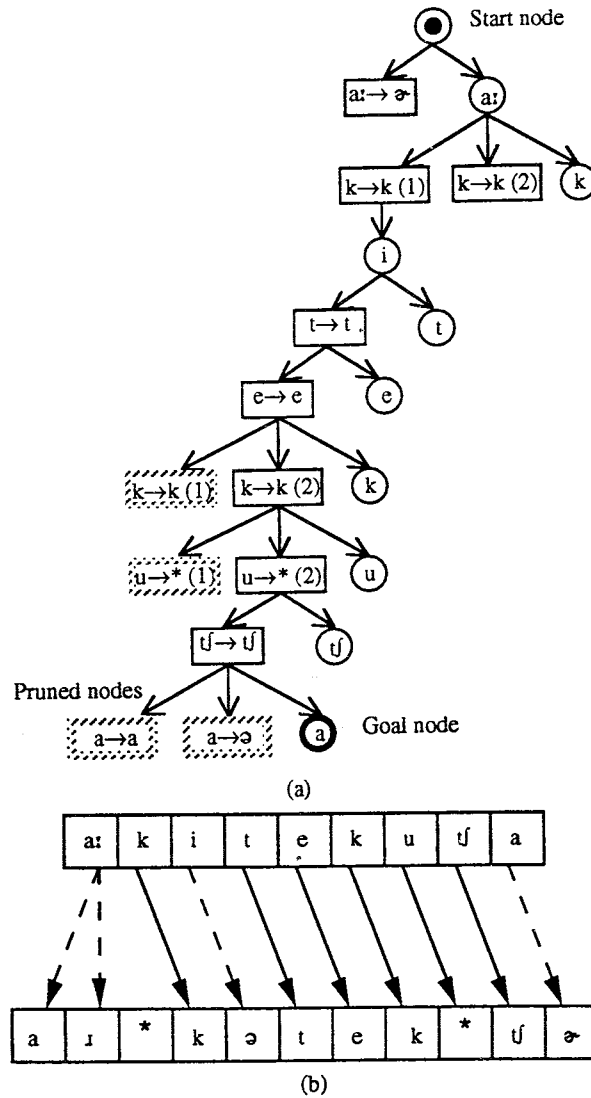 Start node
aː→ɚ aː
k→k (1) k→k (2) k
i
t→t t
e→e e
k→k (1) k→k (2) k
u→* (1) u→* (2) u
tʃ→tʃ tʃ
Pruned nodes
a→a a→ə a Goal node
(a)
aː k i t e k u tʃ a
a ɪ * k ə t e k * tʃ ɚ
(b)